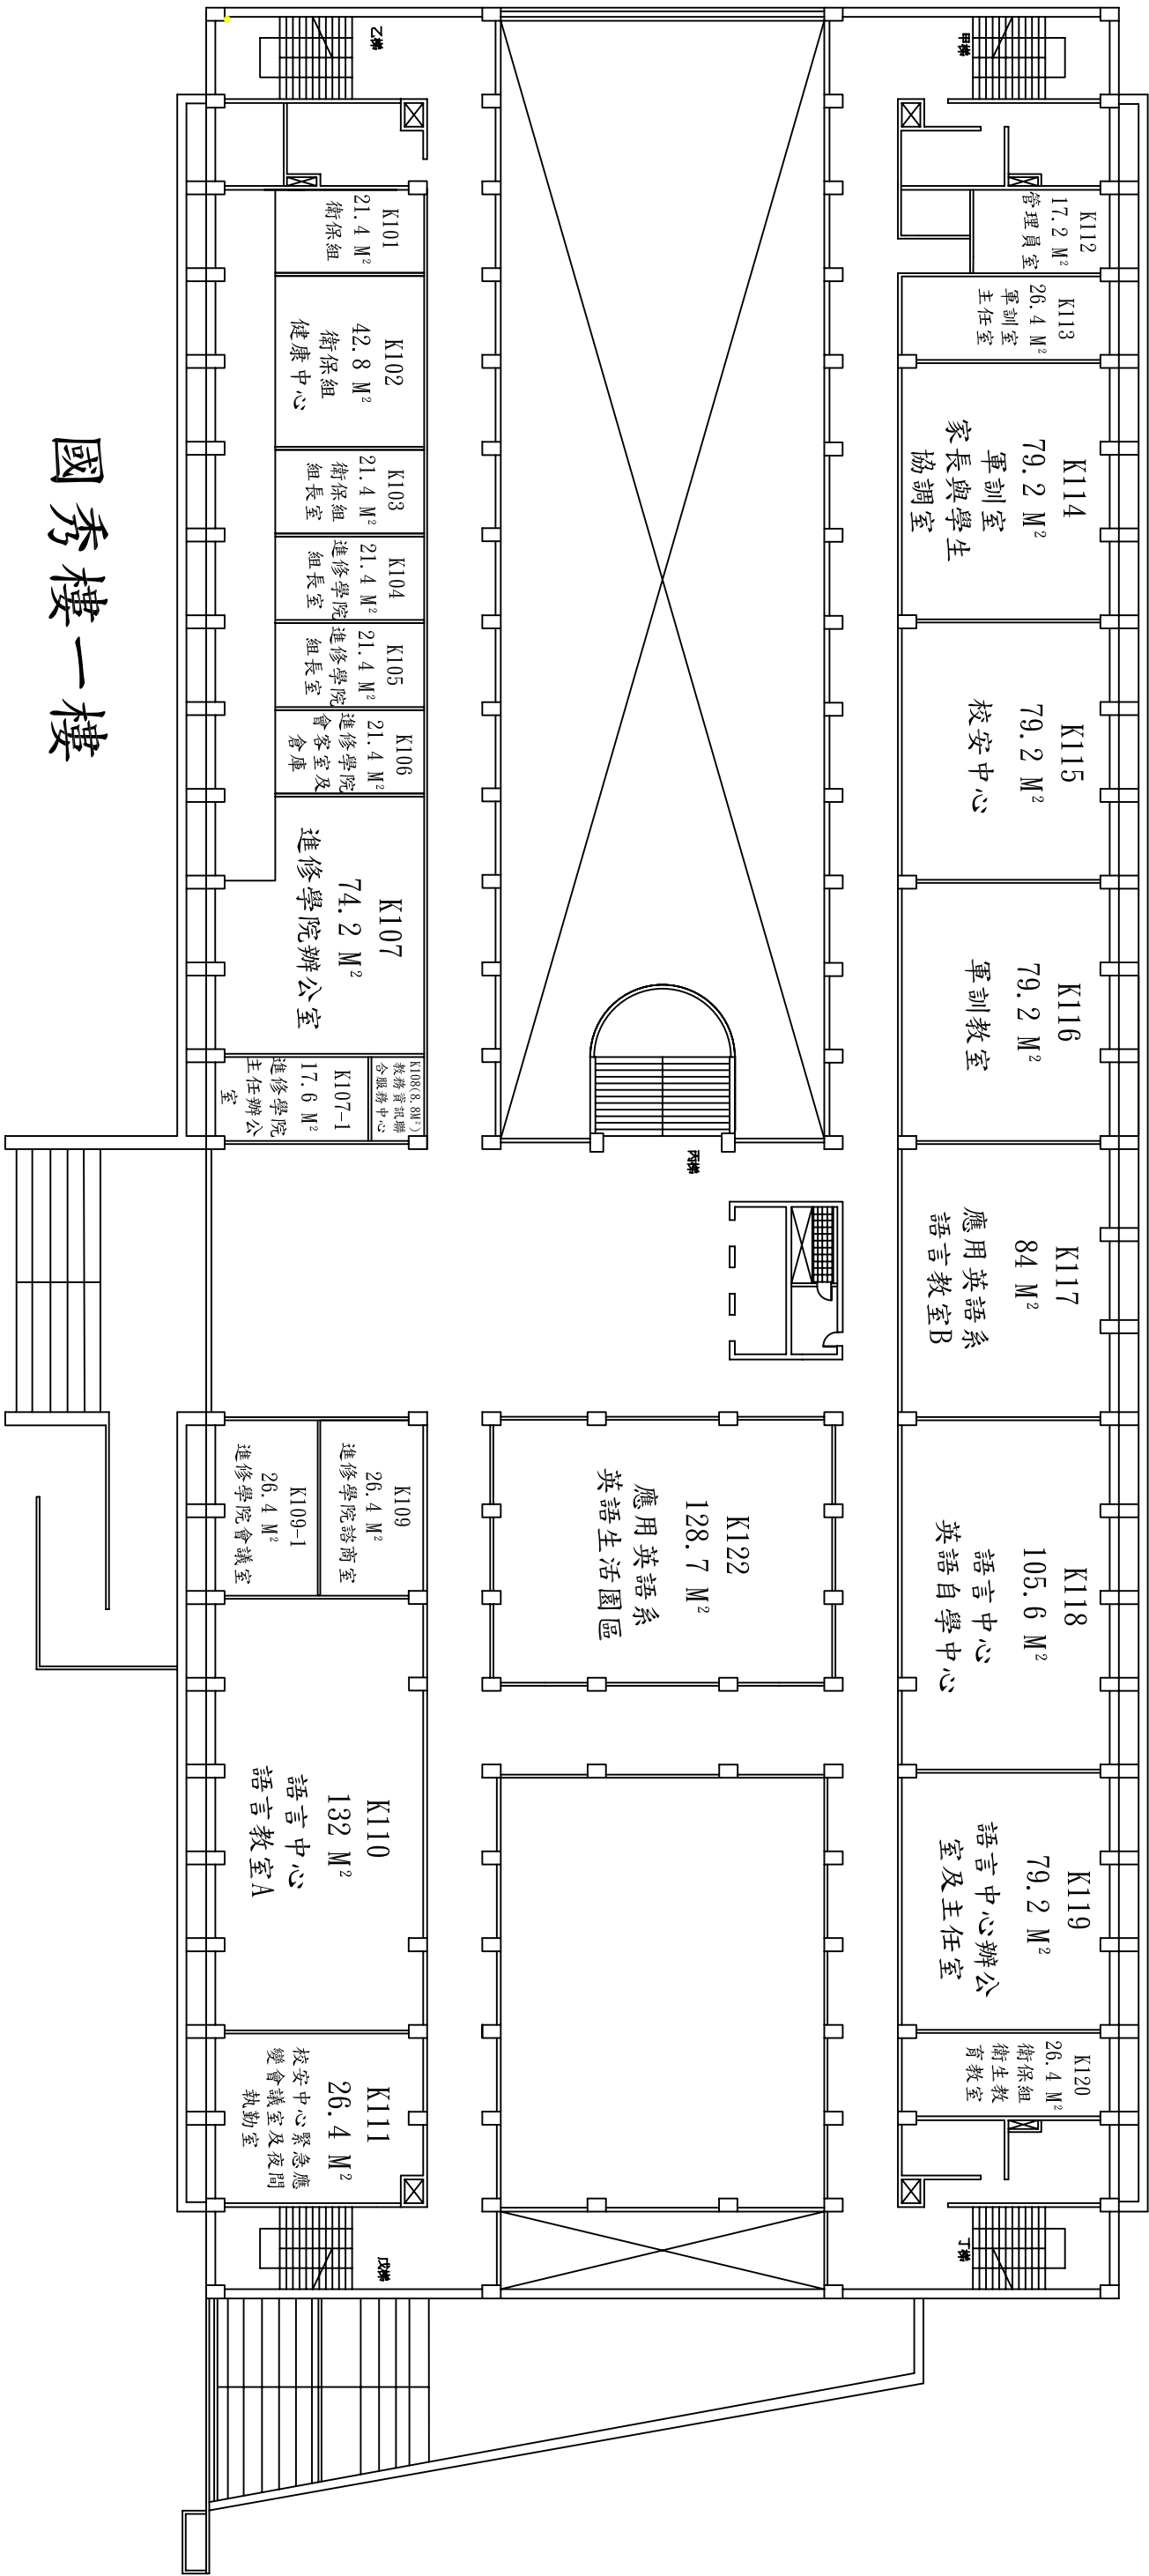 甲梯
K112
17.2 M²
管理員室
K113
26.4 M²
軍訓室
主任室
K114
79.2 M²
軍訓室
家長與學生
協調室
K115
79.2 M²
校安中心
K116
79.2 M²
軍訓教室
K117
84 M²
應用英語系
語言教室B
K118
105.6 M²
語言中心
英語自學中心
K119
79.2 M²
語言中心辦公
室及主任室
K120
26.4 M²
衛保組
衛生教
育教室
丁梯
丙梯
K122
128.7 M²
應用英語系
英語生活園區
乙梯
K101
21.4 M²
衛保組
K102
42.8 M²
衛保組
健康中心
K103
21.4 M²
衛保組
組長室
K104
21.4 M²
進修學院
組長室
K105
21.4 M²
進修學院
組長室
K106
21.4 M²
進修學院
會客室及
倉庫
K107
74.2 M²
進修學院辦公室
K108(8.8M²)
教務資訊聯
合服務中心
K107-1
17.6 M²
進修學院
主任辦公
室
K109
26.4 M²
進修學院諮商室
K109-1
26.4 M²
進修學院會議室
K110
132 M²
語言中心
語言教室A
K111
26.4 M²
校安中心緊急應
變會議室及夜間
執勤室
戊梯
國秀樓一樓